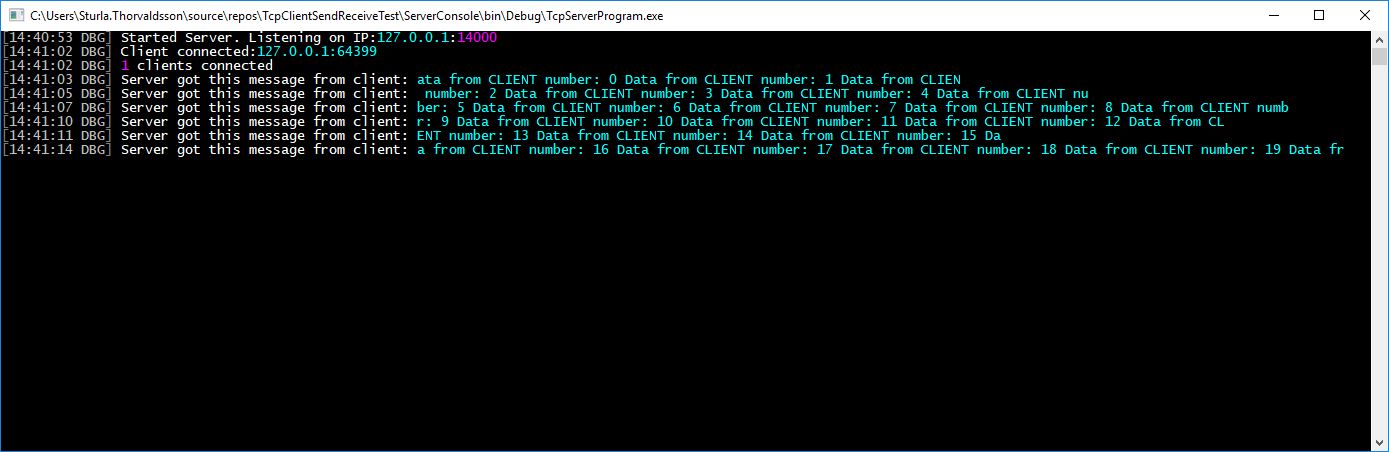 C:\Users\Sturla.Thorvaldsson\source\repos\TcpClientSendReceiveTest\ServerConsole\bin\Debug\TcpServerProgram.exe
[14:40:53 DBG] Started Server. Listening on IP:127.0.0.1:14000
[14:41:02 DBG] Client connected:127.0.0.1:64399
[14:41:02 DBG] 1 clients connected
[14:41:03 DBG] Server got this message from client: ata from CLIENT number: 0 Data from CLIENT number: 1 Data from CLIEN
[14:41:05 DBG] Server got this message from client:  number: 2 Data from CLIENT number: 3 Data from CLIENT number: 4 Data from CLIENT nu
[14:41:07 DBG] Server got this message from client: ber: 5 Data from CLIENT number: 6 Data from CLIENT number: 7 Data from CLIENT number: 8 Data from CLIENT numb
[14:41:10 DBG] Server got this message from client: r: 9 Data from CLIENT number: 10 Data from CLIENT number: 11 Data from CLIENT number: 12 Data from CL
[14:41:11 DBG] Server got this message from client: ENT number: 13 Data from CLIENT number: 14 Data from CLIENT number: 15 Da
[14:41:14 DBG] Server got this message from client: a from CLIENT number: 16 Data from CLIENT number: 17 Data from CLIENT number: 18 Data from CLIENT number: 19 Data fr